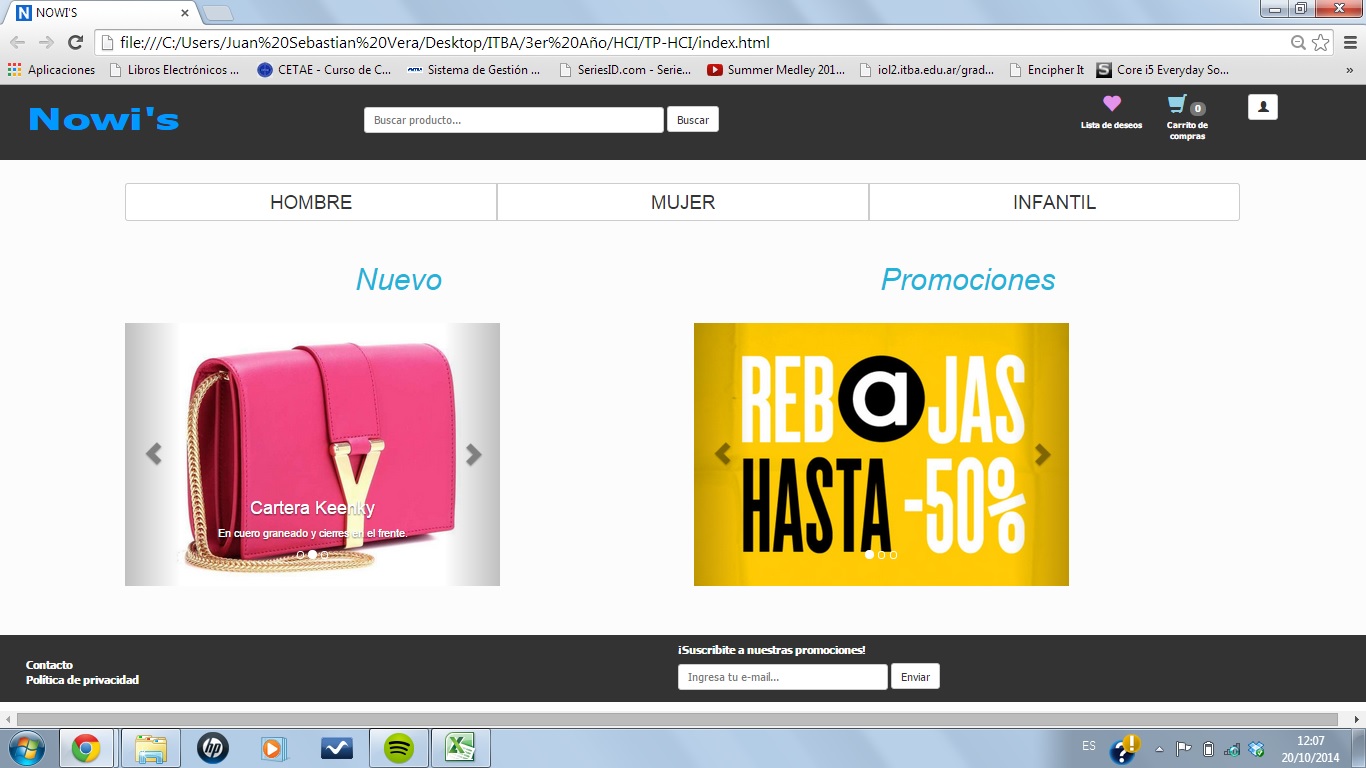 NOWI'S
file:///C:/Users/Juan%20Sebastian%20Vera/Desktop/ITBA/3er%20Año/HCI/TP-HCI/index.html
Aplicaciones Libros Electrónicos ... CETAE - Curso de C... Sistema de Gestión ... SeriesID.com - Serie... Summer Medley 201... iol2.itba.edu.ar/grad... Encipher It Core i5 Everyday So... »
Nowi's
Buscar producto... Buscar
0
Lista de deseos
Carrito de
compras
HOMBRE MUJER INFANTIL
Nuevo
Promociones
Cartera Keenky
En cuero graneado y cierres en el frente.
REBaJAS
HASTA -50%
Contacto
Política de privacidad
¡Suscribite a nuestras promociones!
Ingresa tu e-mail... Enviar
hp
ES
12:07
20/10/2014